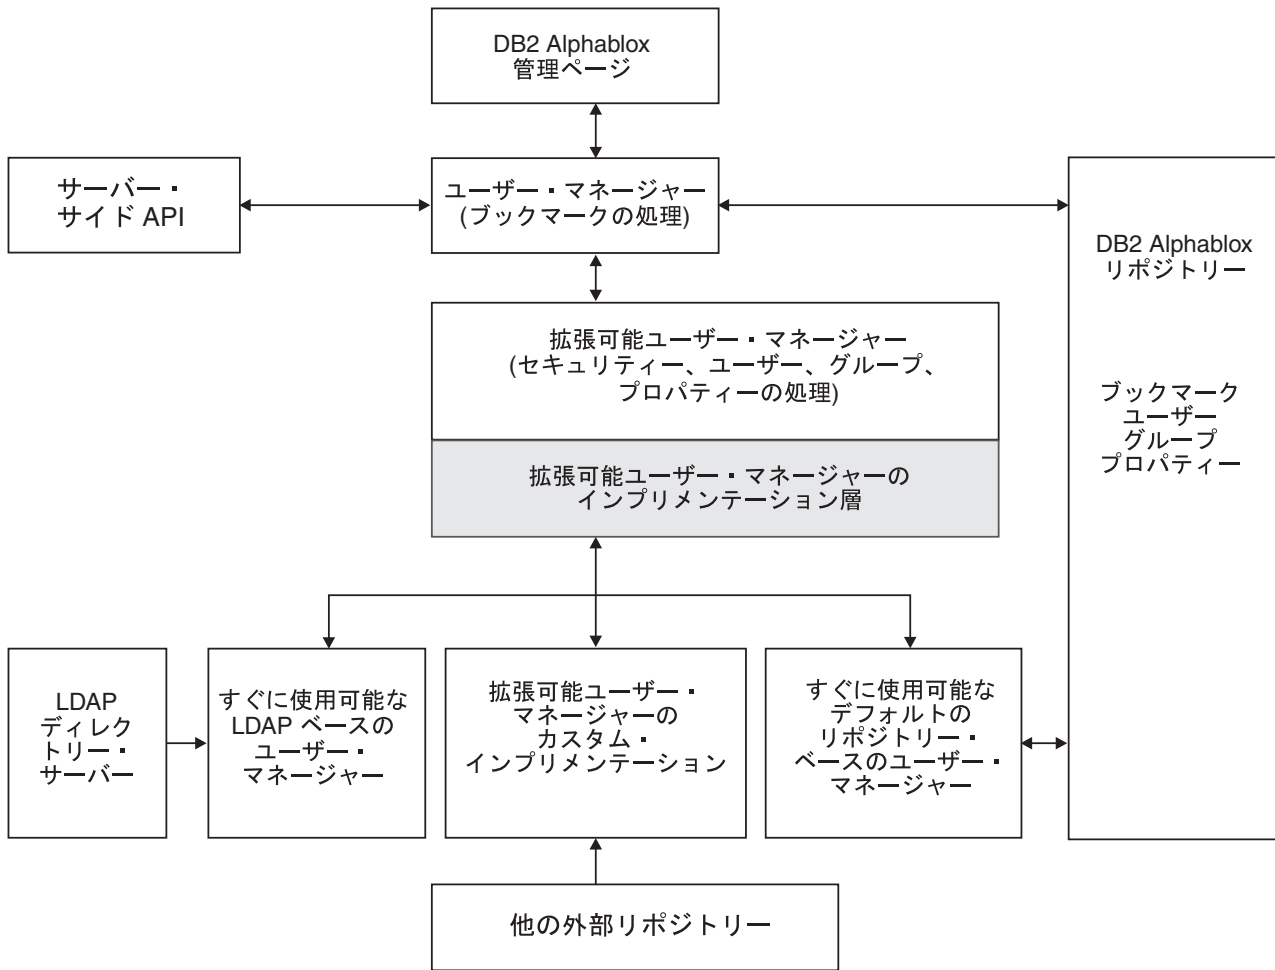 DB2 Alphablox
管理ページ
サーバー・
サイド API
ユーザー・マネージャー
(ブックマークの処理)
DB2 Alphablox
リポジトリー
ブックマーク
ユーザー
グループ
プロパティー
拡張可能ユーザー・マネージャー
(セキュリティー、ユーザー、グループ、
プロパティーの処理)
拡張可能ユーザー・マネージャーの
インプリメンテーション層
LDAP
ディレク
トリー・
サーバー
すぐに使用可能な
LDAP ベースの
ユーザー・
マネージャー
拡張可能ユーザー・
マネージャーの
カスタム・
インプリメンテーション
すぐに使用可能な
デフォルトの
リポジトリー・
ベースのユーザー・
マネージャー
他の外部リポジトリー